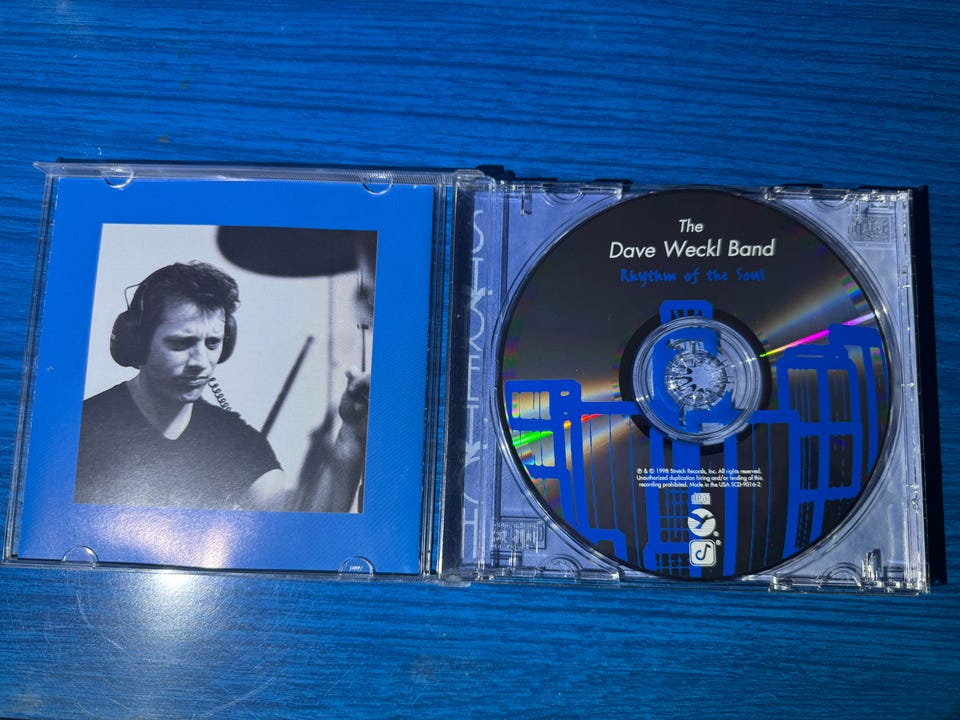 The
Dave Weckl Band
Rhythm of the Soul
℗ & © 1998 Stretch Records, Inc. All rights reserved.
Unauthorized duplication hiring and/or lending of this
recording prohibited. Made in the USA SCD-9016-2